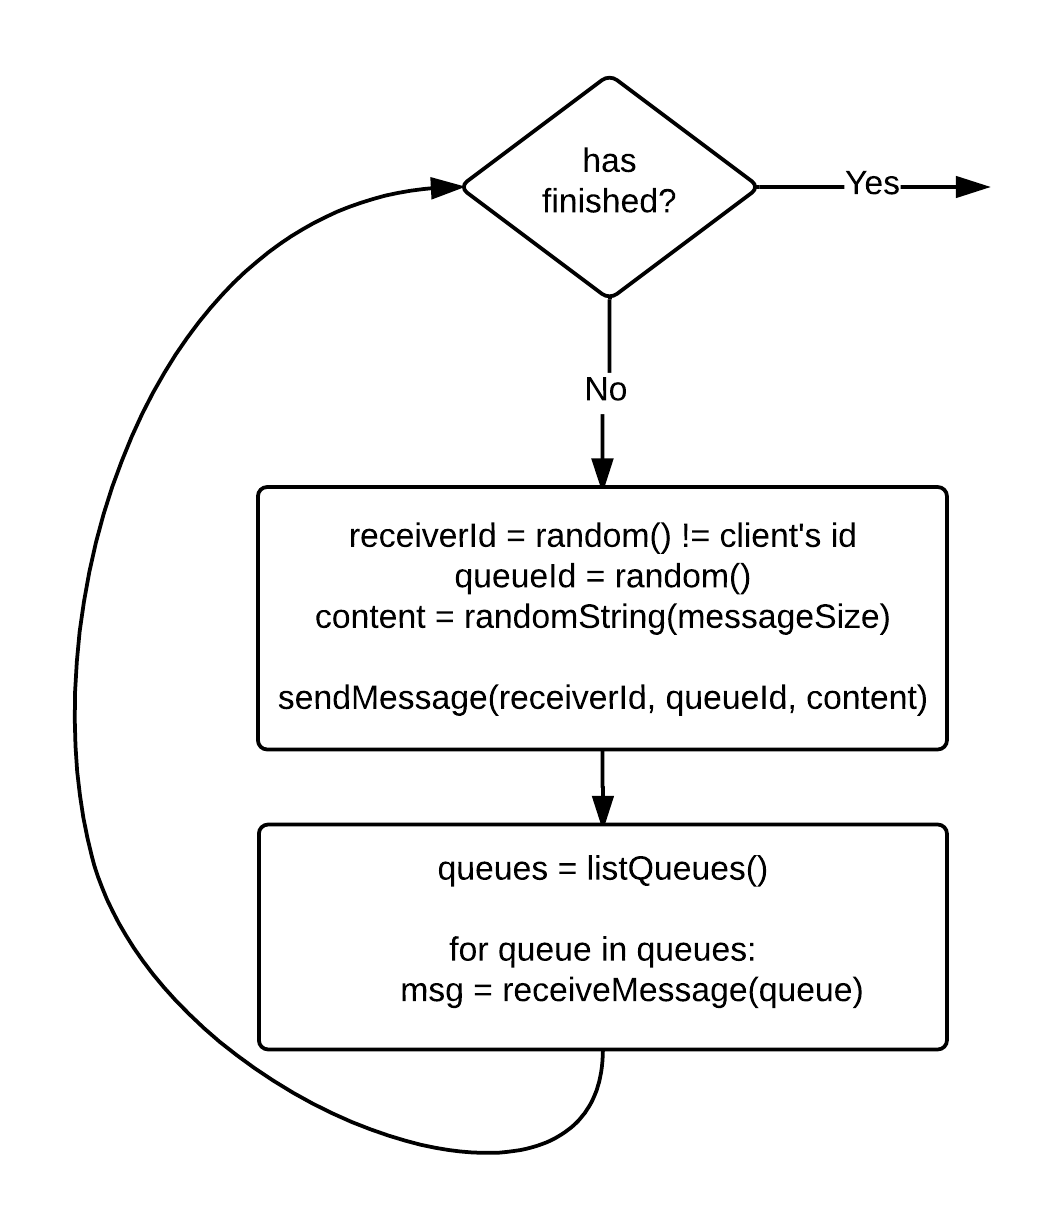 has
finished?
Yes
No
receiverId = random() != client's id
queueId = random()
content = randomString(messageSize)
sendMessage(receiverId, queueId, content)
queues = listQueues()
for queue in queues:
msg = receiveMessage(queue)